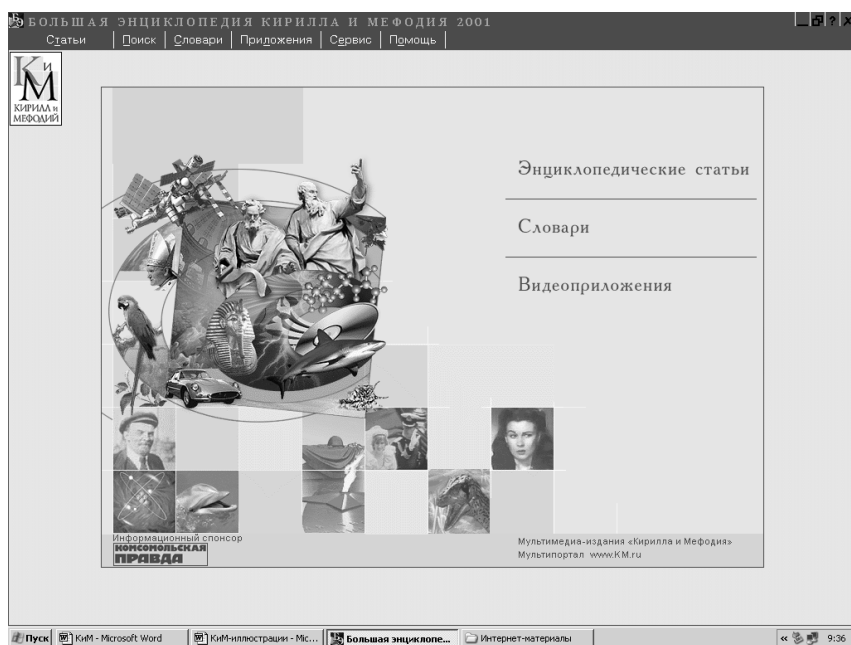 БОЛЬШАЯ ЭНЦИКЛОПЕДИЯ КИРИЛЛА И МЕФОДИЯ 2001
Статьи Поиск Словари Приложения Сервис Помощь
КиМ
КИРИЛЛ и
МЕФОДИЙ
Энциклопедические статьи
Словари
Видеоприложения
Информационный спонсор
КОМСОМОЛЬСКАЯ
ПРАВДА
Мультимедиа-издания «Кирилла и Мефодия»
Мультипортал www.KM.ru
Пуск КиМ - Microsoft Word КиМ-иллюстрации - Mic... Большая энциклопе... Интернет-материалы « 9:36